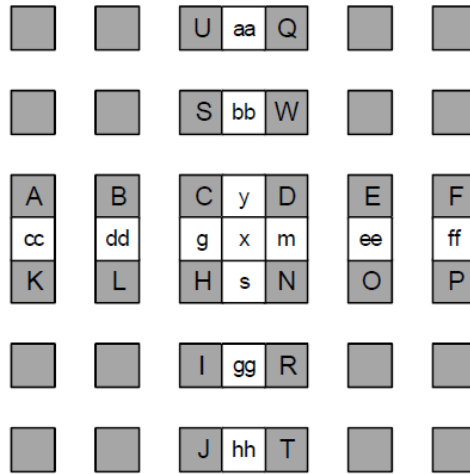 U aa Q
S bb W
A B C y D E F
cc dd g x m ee ff
K L H s N O P
I gg R
J hh T